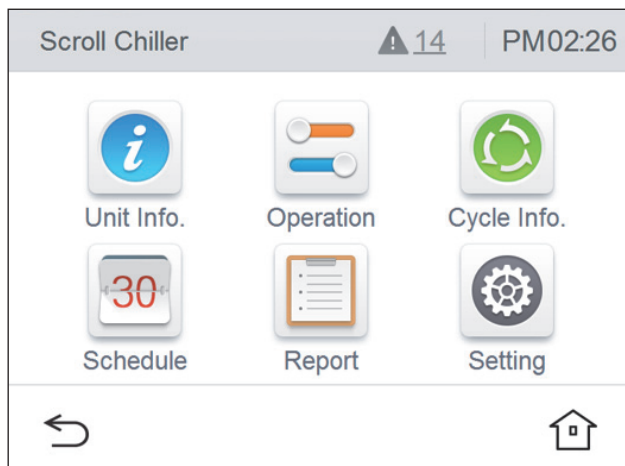 Scroll Chiller 14 PM02:26
i
Unit Info. Operation Cycle Info.
30
Schedule Report Setting